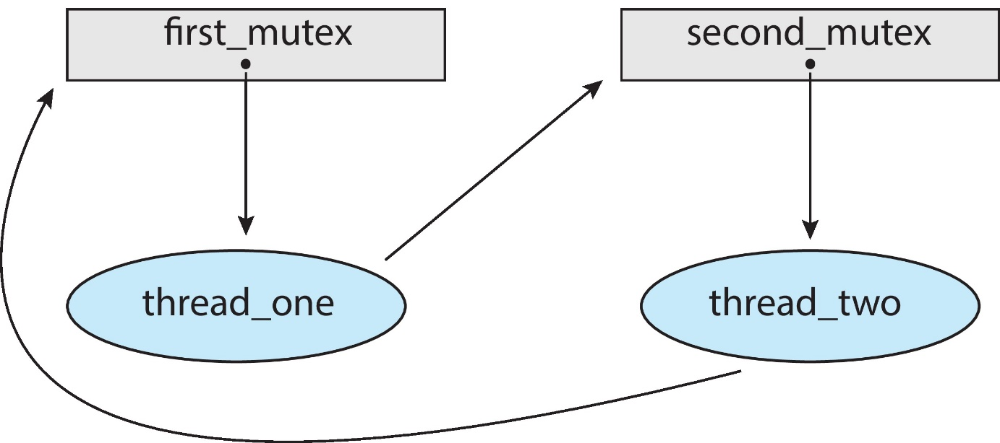 first_mutex
second_mutex
thread_one
thread_two